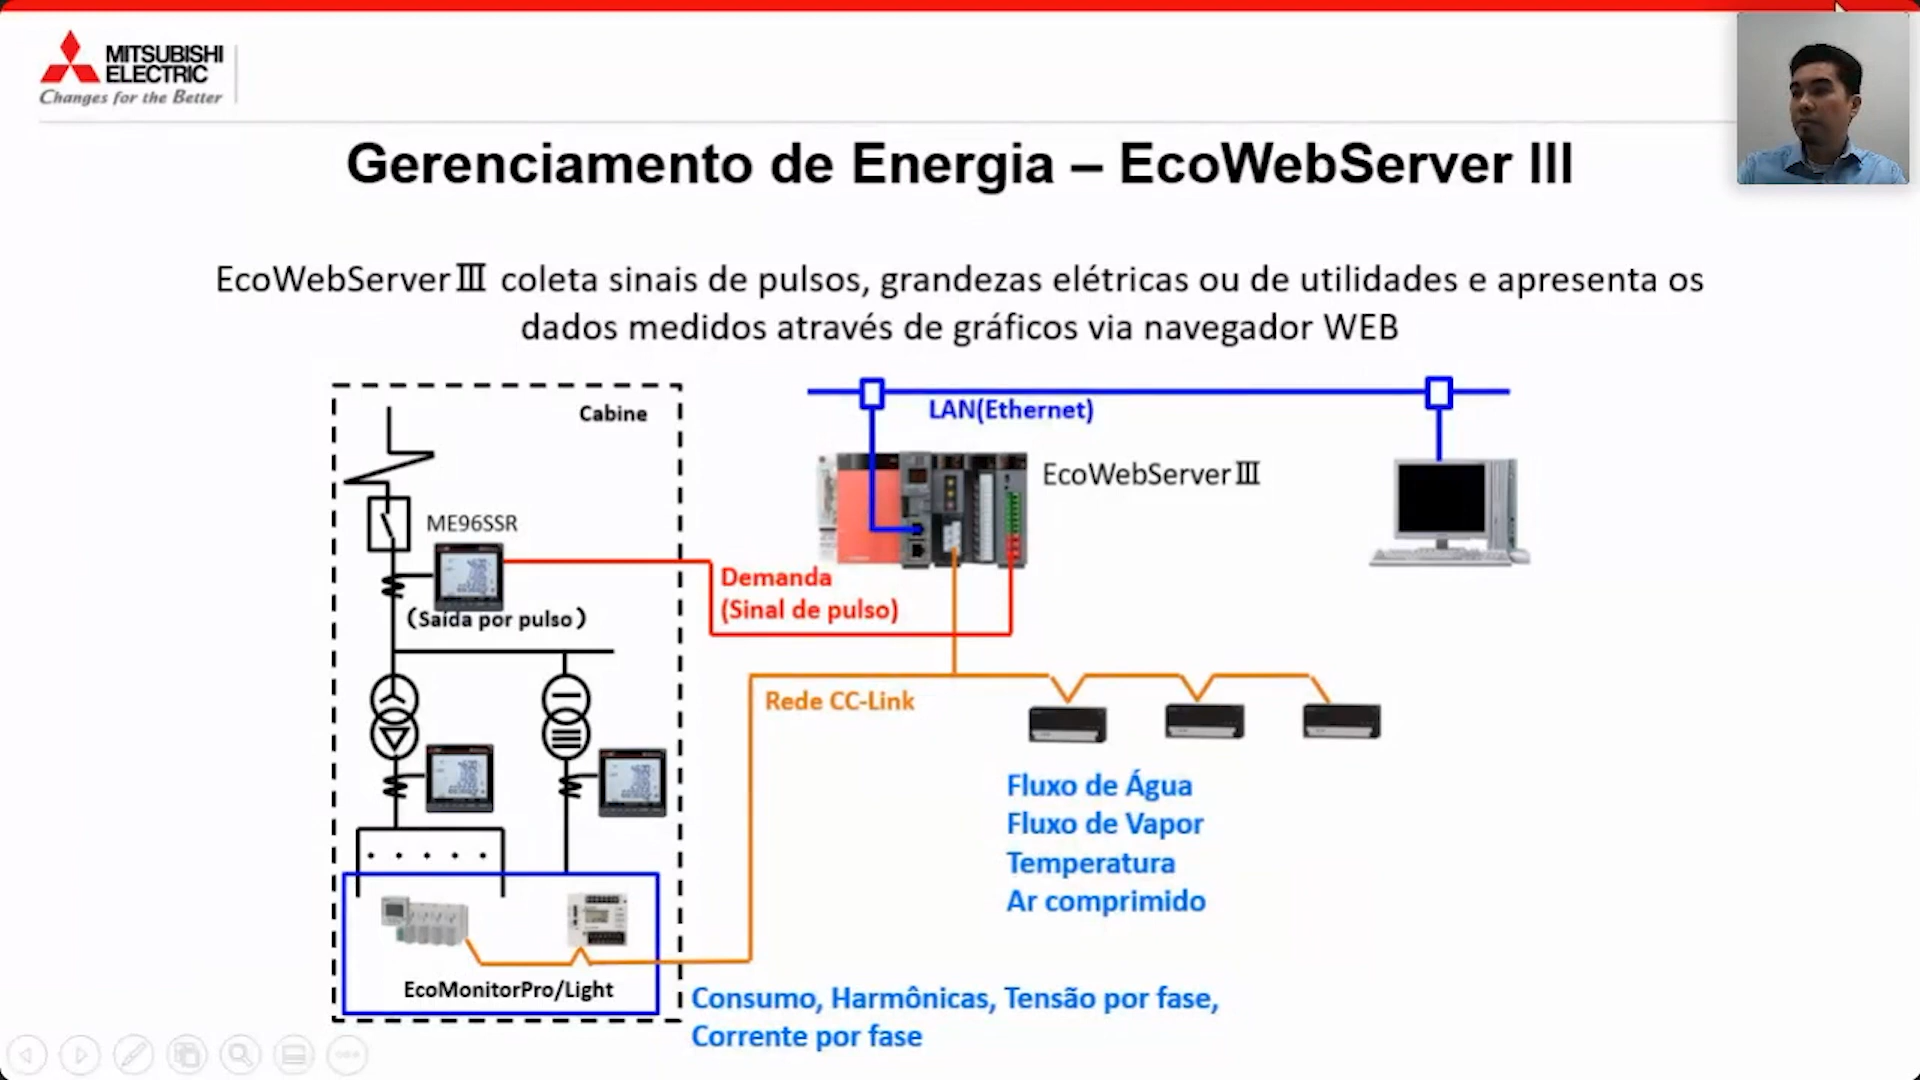 MITSUBISHI
ELECTRIC
Changes for the Better
Gerenciamento de Energia – EcoWebServer III
EcoWebServerⅢ coleta sinais de pulsos, grandezas elétricas ou de utilidades e apresenta os
dados medidos através de gráficos via navegador WEB
Cabine
LAN(Ethernet)
EcoWebServerⅢ
ME96SSR
Demanda
(Sinal de pulso)
(Saída por pulso)
Rede CC-Link
Fluxo de Água
Fluxo de Vapor
Temperatura
Ar comprimido
EcoMonitorPro/Light
Consumo, Harmônicas, Tensão por fase,
Corrente por fase